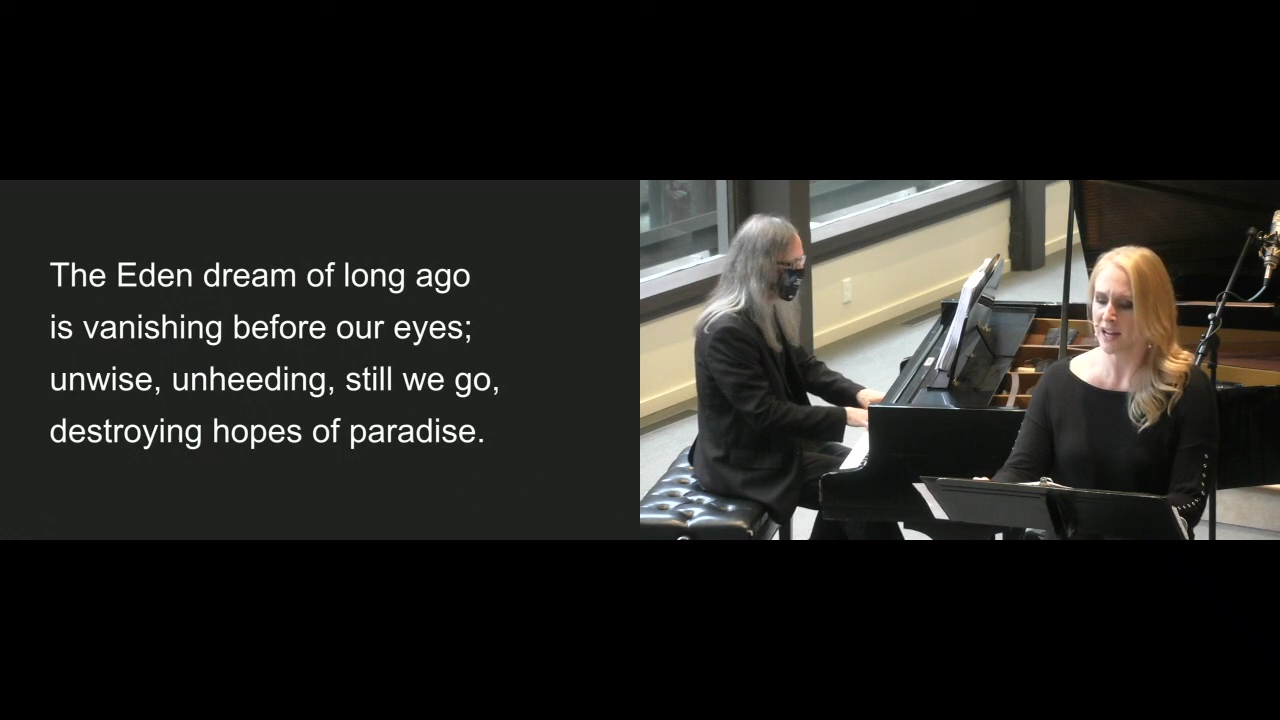 The Eden dream of long ago
is vanishing before our eyes;
unwise, unheeding, still we go,
destroying hopes of paradise.